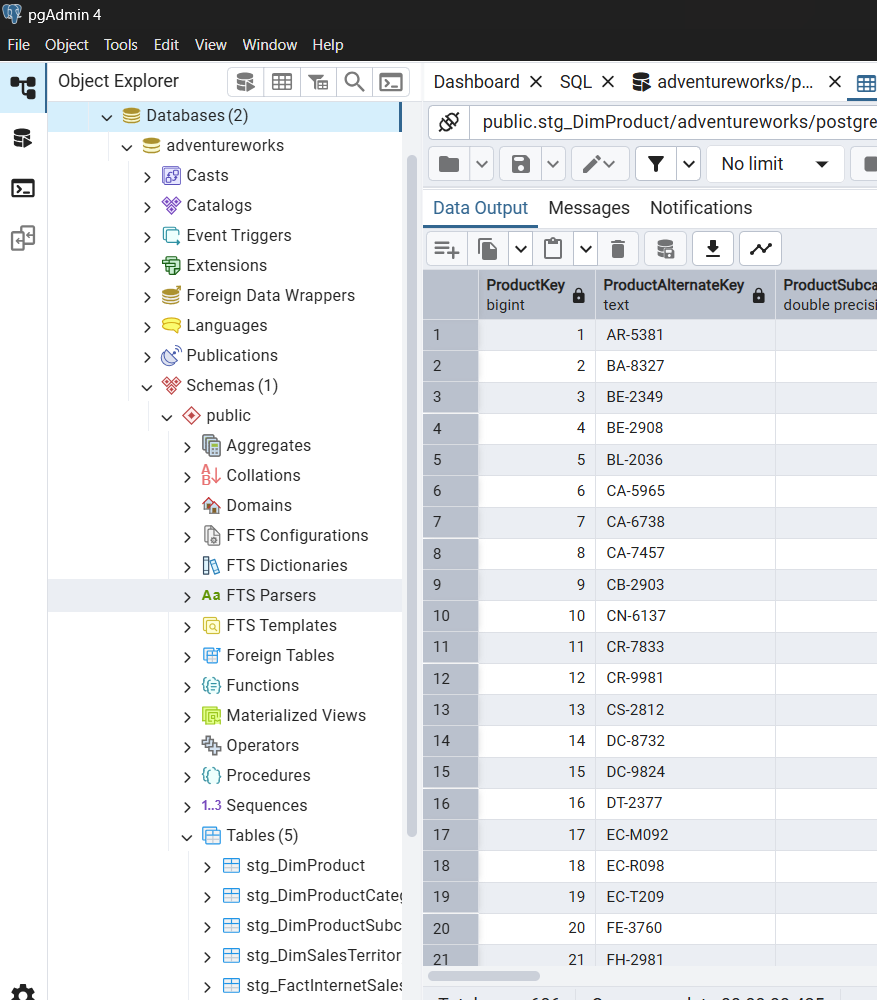 pgAdmin 4
File Object Tools Edit View Window Help
Object Explorer
Dashboard SQL adventureworks/p...
Databases (2)
adventureworks
Casts
Catalogs
Event Triggers
Extensions
Foreign Data Wrappers
Languages
Publications
Schemas (1)
public
Aggregates
Collations
Domains
FTS Configurations
FTS Dictionaries
Aa FTS Parsers
FTS Templates
Foreign Tables
Functions
Materialized Views
Operators
Procedures
1..3 Sequences
Tables (5)
stg_DimProduct
stg_DimProductCateg
stg_DimProductSubc
stg_DimSalesTerritor
stg_FactInternetSales
public.stg_DimProduct/adventureworks/postgre
No limit
Data Output Messages Notifications
ProductKey ProductAlternateKey ProductSubca
bigint text double precisi
1 1 AR-5381
2 2 BA-8327
3 3 BE-2349
4 4 BE-2908
5 5 BL-2036
6 6 CA-5965
7 7 CA-6738
8 8 CA-7457
9 9 CB-2903
10 10 CN-6137
11 11 CR-7833
12 12 CR-9981
13 13 CS-2812
14 14 DC-8732
15 15 DC-9824
16 16 DT-2377
17 17 EC-M092
18 18 EC-R098
19 19 EC-T209
20 20 FE-3760
21 21 FH-2981